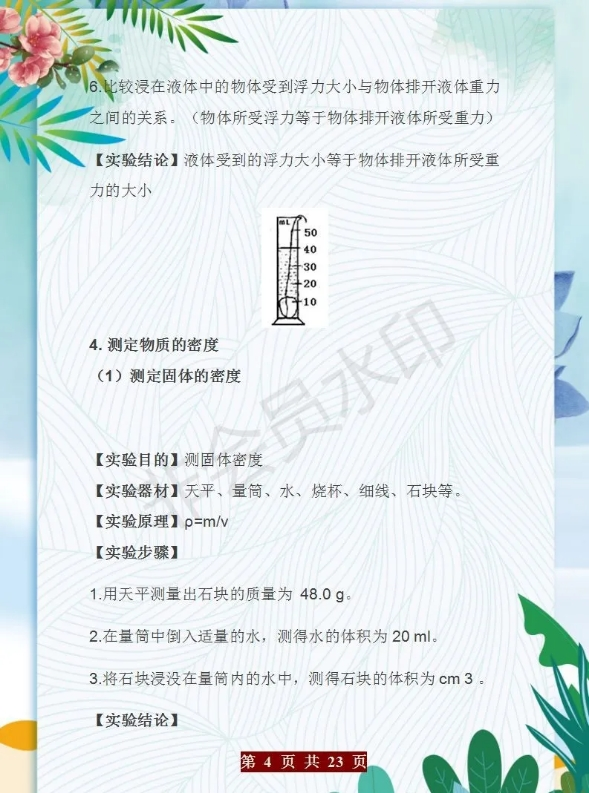 6.比较浸在液体中的物体受到浮力大小与物体排开液体重力
之间的关系。（物体所受浮力等于物体排开液体所受重力）
【实验结论】液体受到的浮力大小等于物体排开液体所受重
力的大小
mL
50
40
30
20
10
4. 测定物质的密度
（1）测定固体的密度
非会员水印
【实验目的】测固体密度
【实验器材】天平、量筒、水、烧杯、细线、石块等。
【实验原理】ρ=m/v
【实验步骤】
1.用天平测量出石块的质量为 48.0 g。
2.在量筒中倒入适量的水，测得水的体积为 20 ml。
3.将石块浸没在量筒内的水中，测得石块的体积为 cm 3 。
【实验结论】
第 4 页 共 23 页